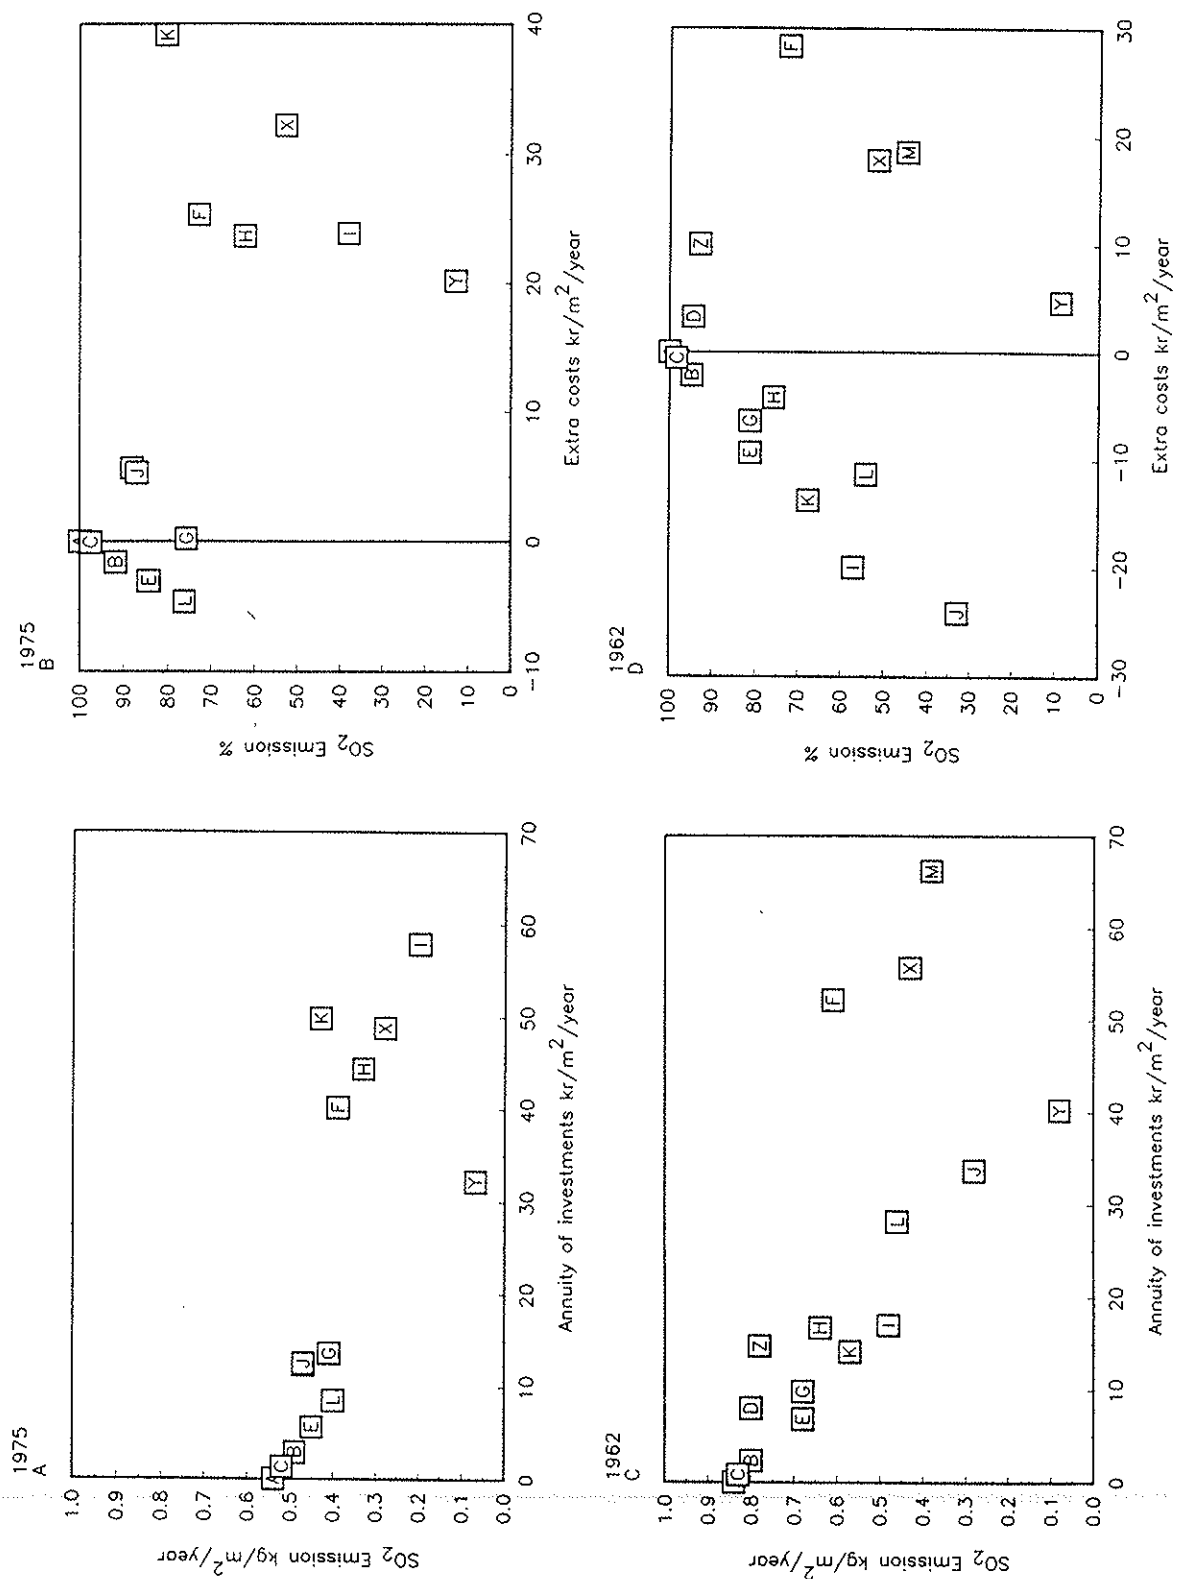 1975
A
SO2 Emission kg/m2/year
1.0
0.9
0.8
0.7
0.6
0.5
0.4
0.3
0.2
0.1
0.0
A
C
B
E
L
J
G
Y
F
H
K
X
I
0
10
20
30
40
50
60
70
Annuity of investments kr/m2/year
1975
B
SO2 Emission %
100
90
80
70
60
50
40
30
20
10
0
A
C
B
E
L
G
J
F
H
I
Y
X
K
-10
0
10
20
30
40
Extra costs kr/m2/year
1962
C
SO2 Emission kg/m2/year
1.0
0.9
0.8
0.7
0.6
0.5
0.4
0.3
0.2
0.1
0.0
C
B
D
E
G
Z
H
K
I
L
J
Y
F
X
M
0
10
20
30
40
50
60
70
Annuity of investments kr/m2/year
1962
D
SO2 Emission %
100
90
80
70
60
50
40
30
20
10
0
C
B
D
Z
E
G
H
K
L
I
J
Y
X
M
F
-30
-20
-10
0
10
20
30
Extra costs kr/m2/year